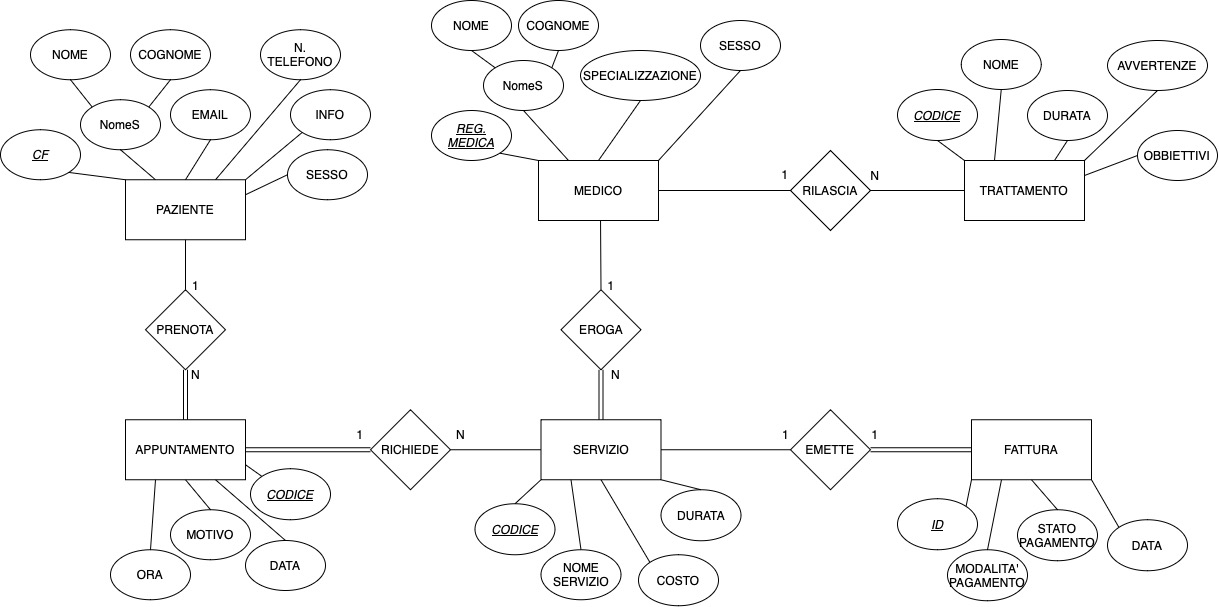 NOME
COGNOME
N.
TELEFONO
NomeS
EMAIL
INFO
CF
SESSO
PAZIENTE
NOME
COGNOME
SESSO
SPECIALIZZAZIONE
NomeS
REG.
MEDICA
MEDICO
1
RILASCIA
N
NOME
AVVERTENZE
CODICE
DURATA
OBBIETTIVI
TRATTAMENTO
1
PRENOTA
N
1
EROGA
N
APPUNTAMENTO
1
RICHIEDE
N
SERVIZIO
1
EMETTE
1
FATTURA
CODICE
MOTIVO
ORA
DATA
CODICE
DURATA
NOME
SERVIZIO
COSTO
ID
STATO
PAGAMENTO
DATA
MODALITA'
PAGAMENTO